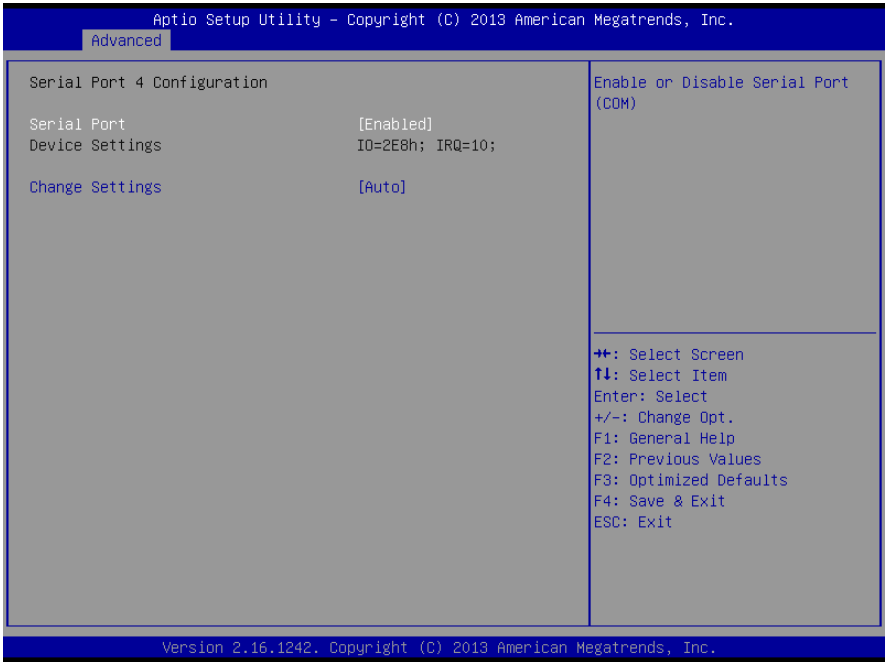 Aptio Setup Utility – Copyright (C) 2013 American Megatrends, Inc.
Advanced
Serial Port 4 Configuration
Serial Port [Enabled]
Device Settings IO=2E8h; IRQ=10;
Change Settings [Auto]
Enable or Disable Serial Port
(COM)
→←: Select Screen
↑↓: Select Item
Enter: Select
+/-: Change Opt.
F1: General Help
F2: Previous Values
F3: Optimized Defaults
F4: Save & Exit
ESC: Exit
Version 2.16.1242. Copyright (C) 2013 American Megatrends, Inc.